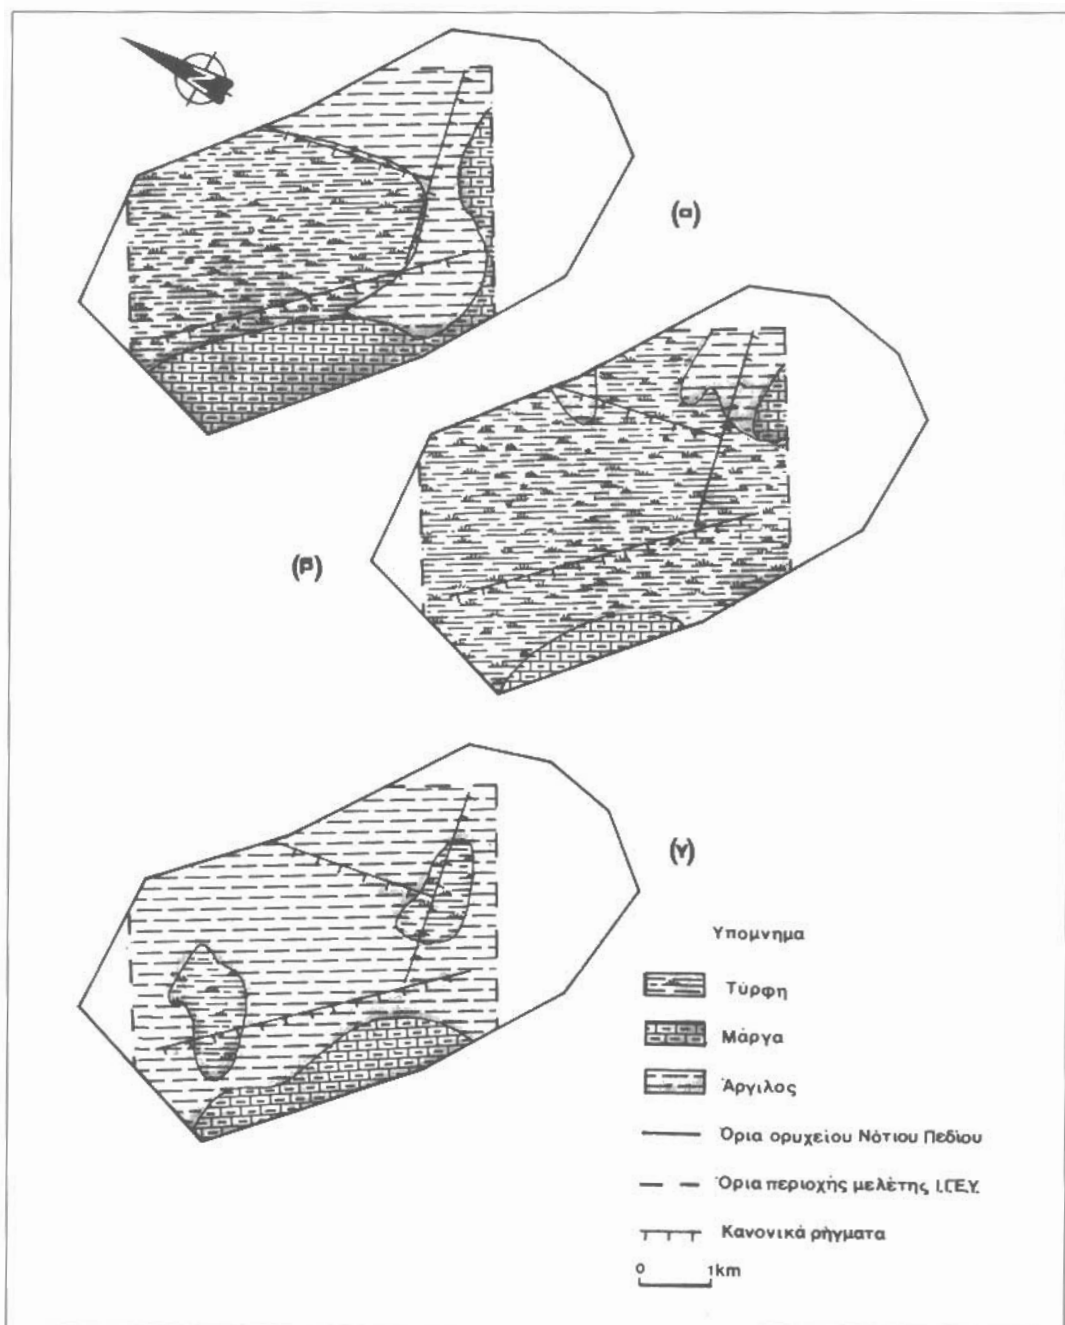 Ν
(α)
(β)
(γ)
Υπομνημα
Τύρφη
Μάργα
Άργιλος
Όρια ορυχείου Νότιου Πεδίου
Όρια περιοχής μελέτης Ι.Γ.Ε.Υ.
Κανονικά ρήγματα
0 1km